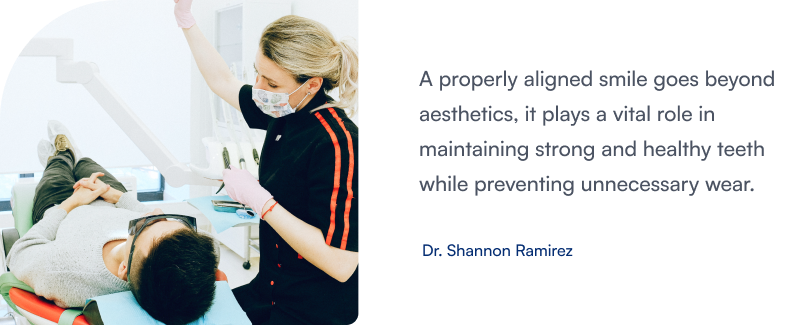 A properly aligned smile goes beyond
aesthetics, it plays a vital role in
maintaining strong and healthy teeth
while preventing unnecessary wear.
Dr. Shannon Ramirez